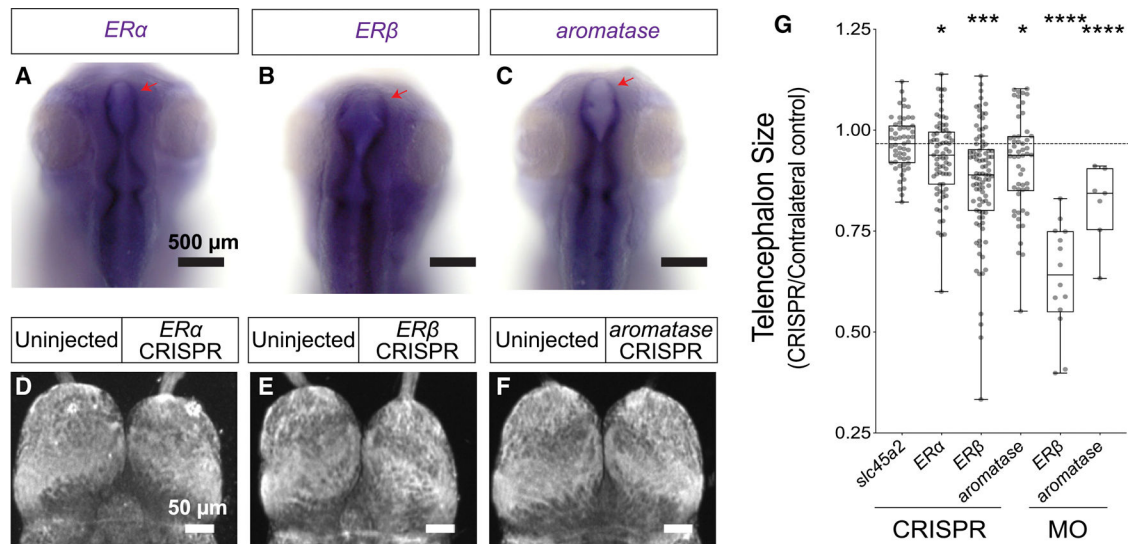 ERα
ERβ
aromatase
A
B
C
500 µm
Uninjected
ERα
CRISPR
Uninjected
ERβ
CRISPR
Uninjected
aromatase
CRISPR
D
E
F
50 µm
G
Telencephalon Size
(CRISPR/Contralateral control)
1.25
1.00
0.75
0.50
0.25
*
***
*
****
****
slc45a2
ERα
ERβ
aromatase
ERβ
aromatase
CRISPR
MO